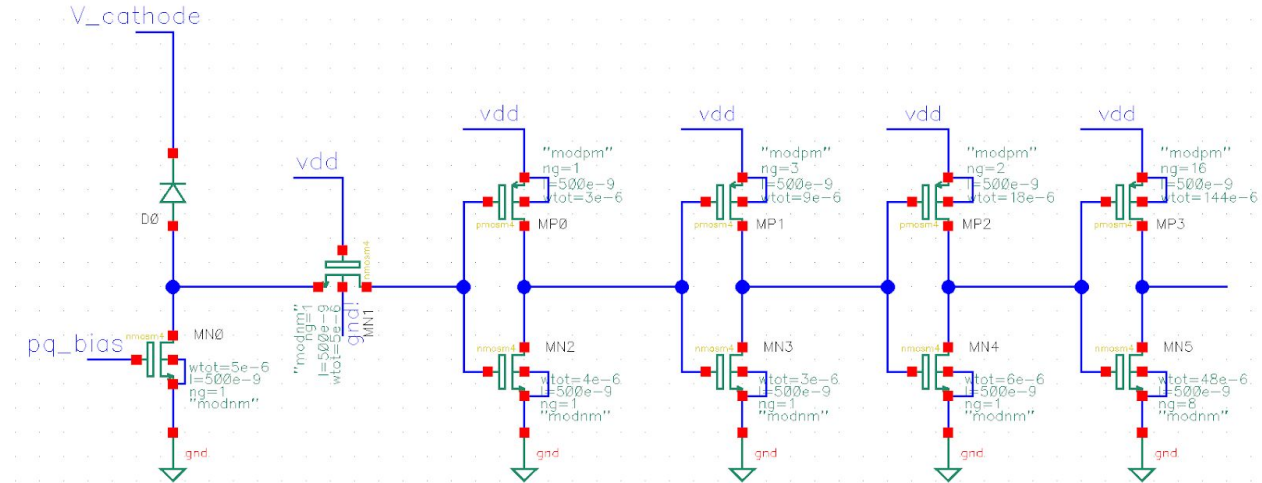 V_cathode
D0
pq_bias
nmosm4
MN0
wtot=5e-6
l=500e-9
ng=1
"modnm"
gnd
vdd
nmosm4
MN1
gnd!
wtot=5e-6
l=500e-9
ng=1
"modnm"
vdd
"modpm"
ng=1
l=500e-9
wtot=3e-6
pmosm4
MP0
nmosm4
MN2
wtot=4e-6
l=500e-9
ng=1
"modnm"
gnd
vdd
"modpm"
ng=3
l=500e-9
wtot=9e-6
pmosm4
MP1
nmosm4
MN3
wtot=3e-6
l=500e-9
ng=1
"modnm"
gnd
vdd
"modpm"
ng=2
l=500e-9
wtot=18e-6
pmosm4
MP2
nmosm4
MN4
wtot=6e-6
l=500e-9
ng=1
"modnm"
gnd
vdd
"modpm"
ng=16
l=500e-9
wtot=144e-6
pmosm4
MP3
nmosm4
MN5
wtot=48e-6
l=500e-9
ng=8
"modnm"
gnd